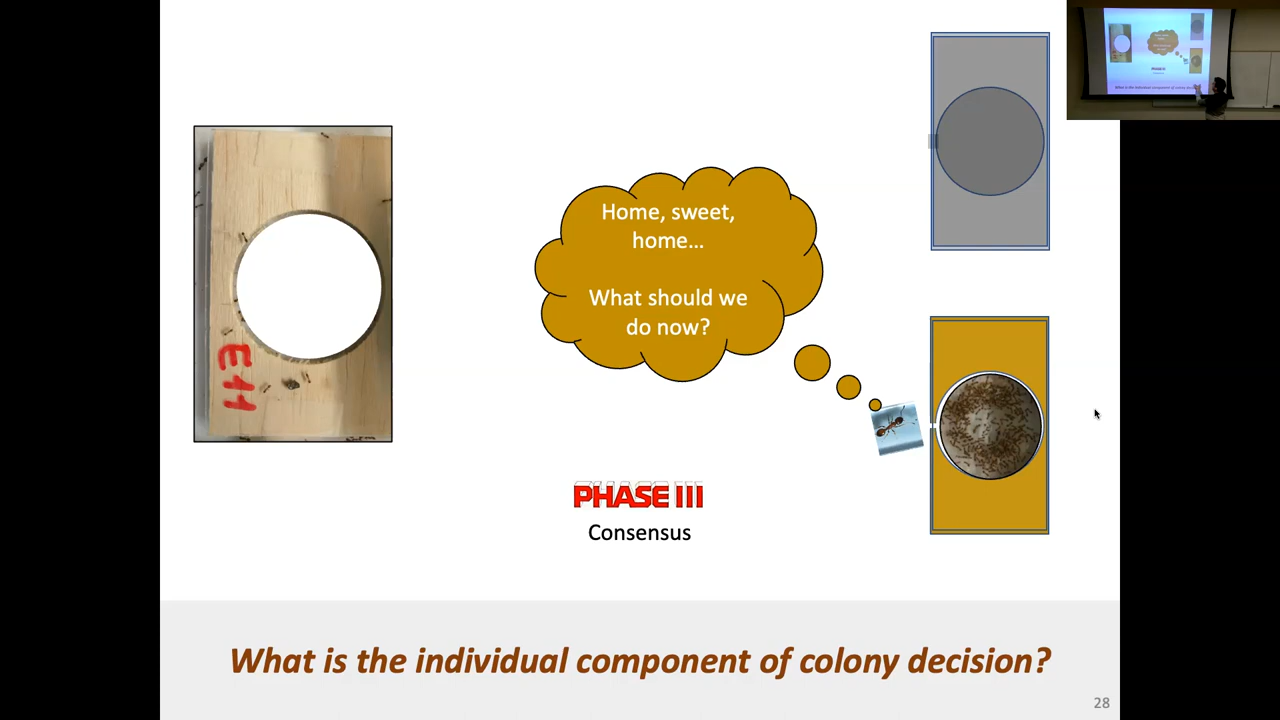 E11
Home, sweet,
home...
What should we
do now?
PHASE III
Consensus
What is the individual component of colony decision?
28